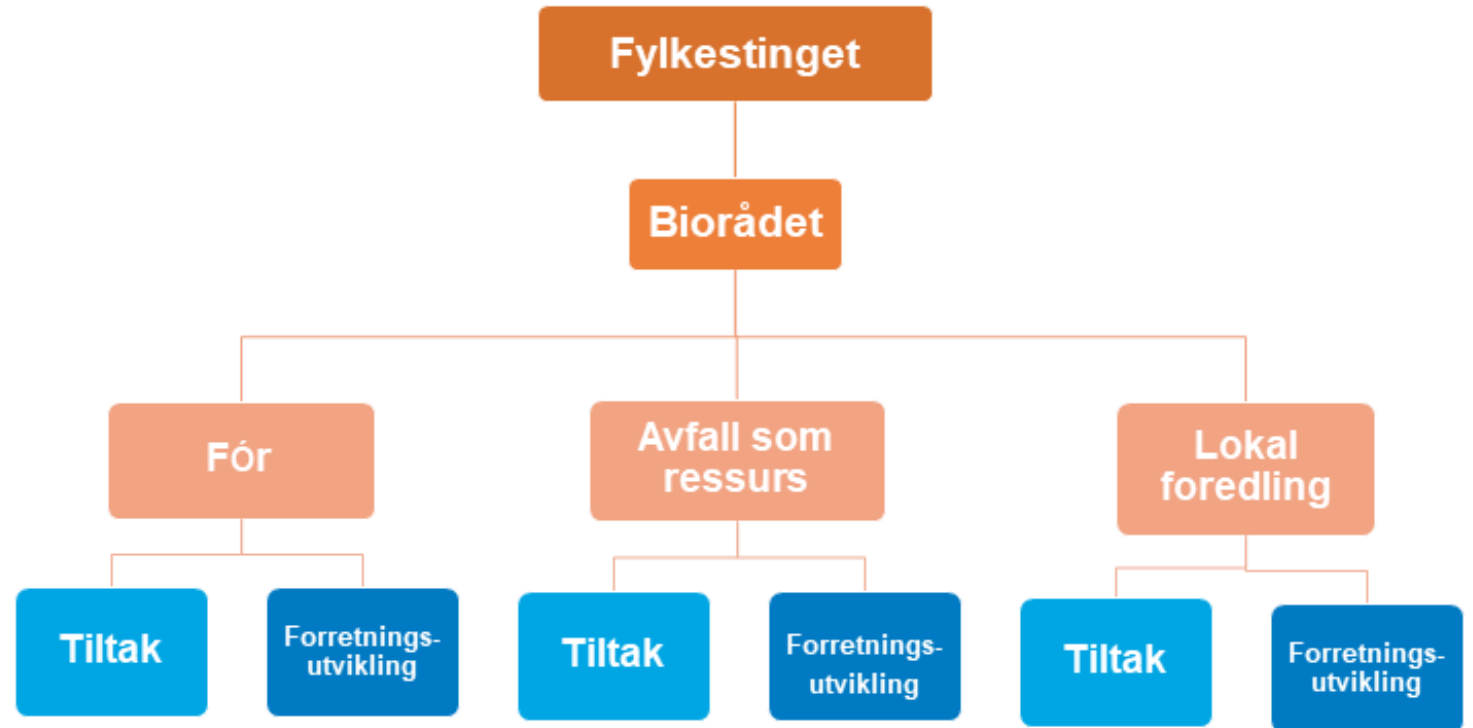 Fylkestinget
Biorådet
Fór
Avfall som
ressurs
Lokal
foredling
Tiltak
Forretnings-
utvikling
Tiltak
Forretnings-
utvikling
Tiltak
Forretnings-
utvikling